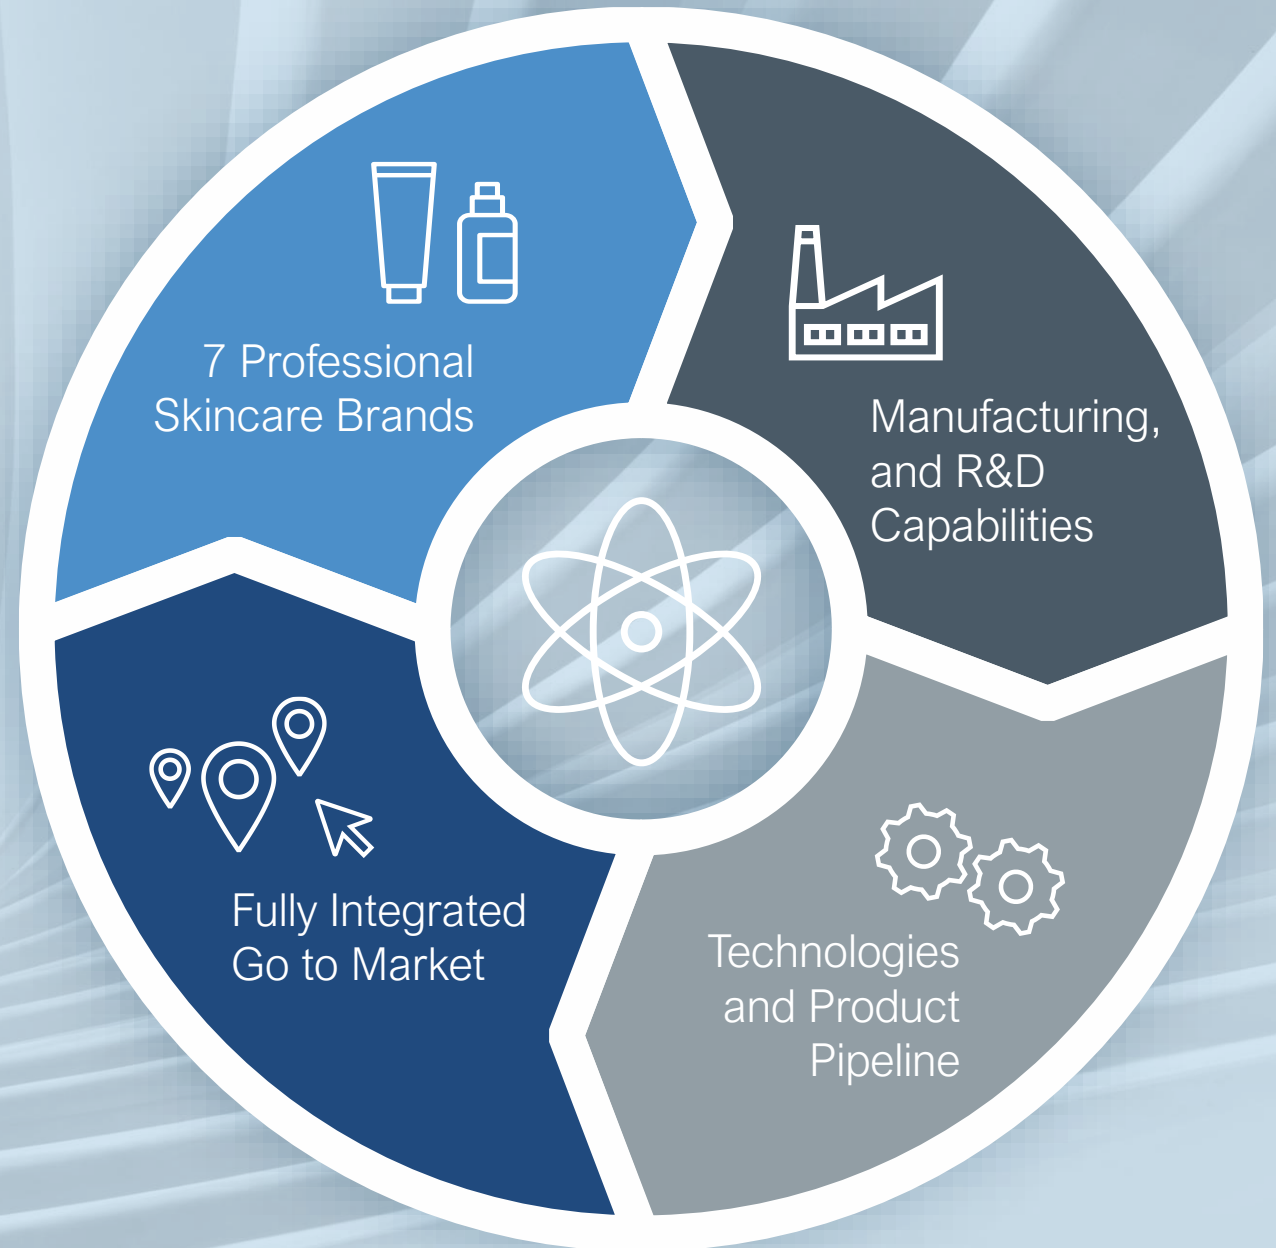 7 Professional
Skincare Brands
Manufacturing,
and R&D
Capabilities
Fully Integrated
Go to Market
Technologies
and Product
Pipeline